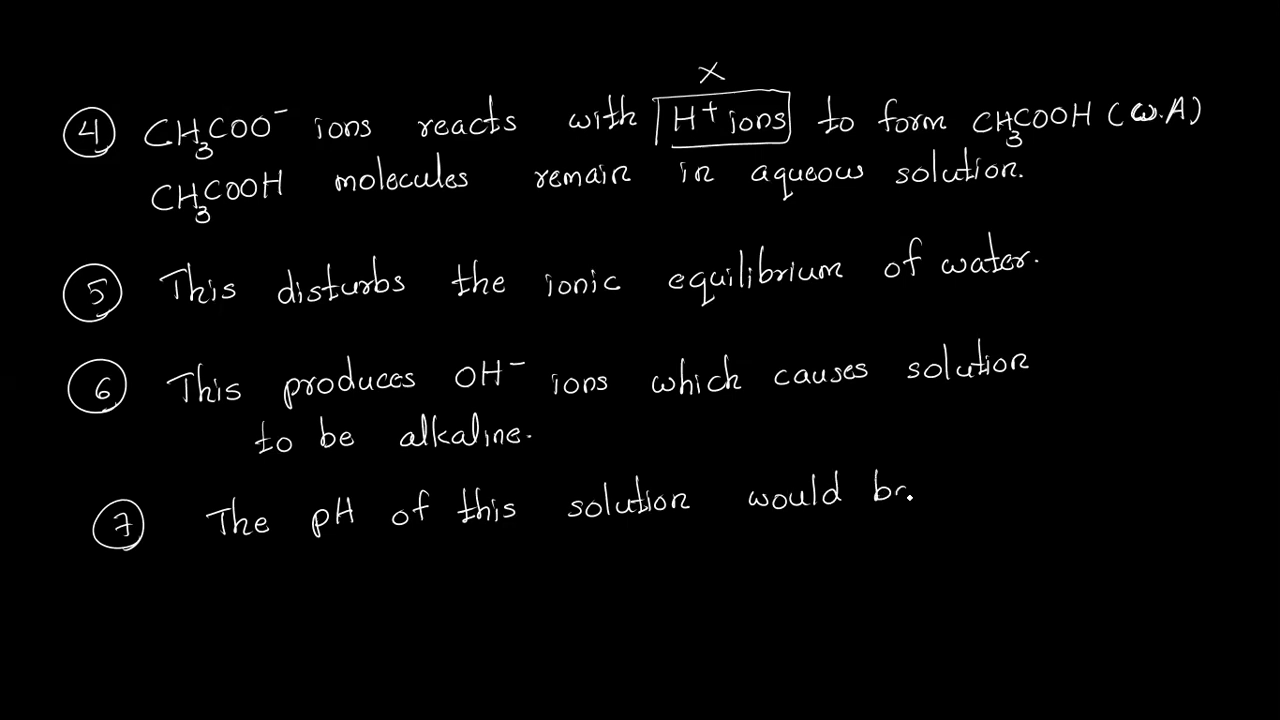 X
④ CH₃COO⁻ ions reacts with H⁺ ions to form CH₃COOH (W.A)
CH₃COOH molecules remain in aqueous solution.
⑤ This disturbs the ionic equilibrium of water.
⑥ This produces OH⁻ ions which causes solution
to be alkaline.
⑦ The pH of this solution would